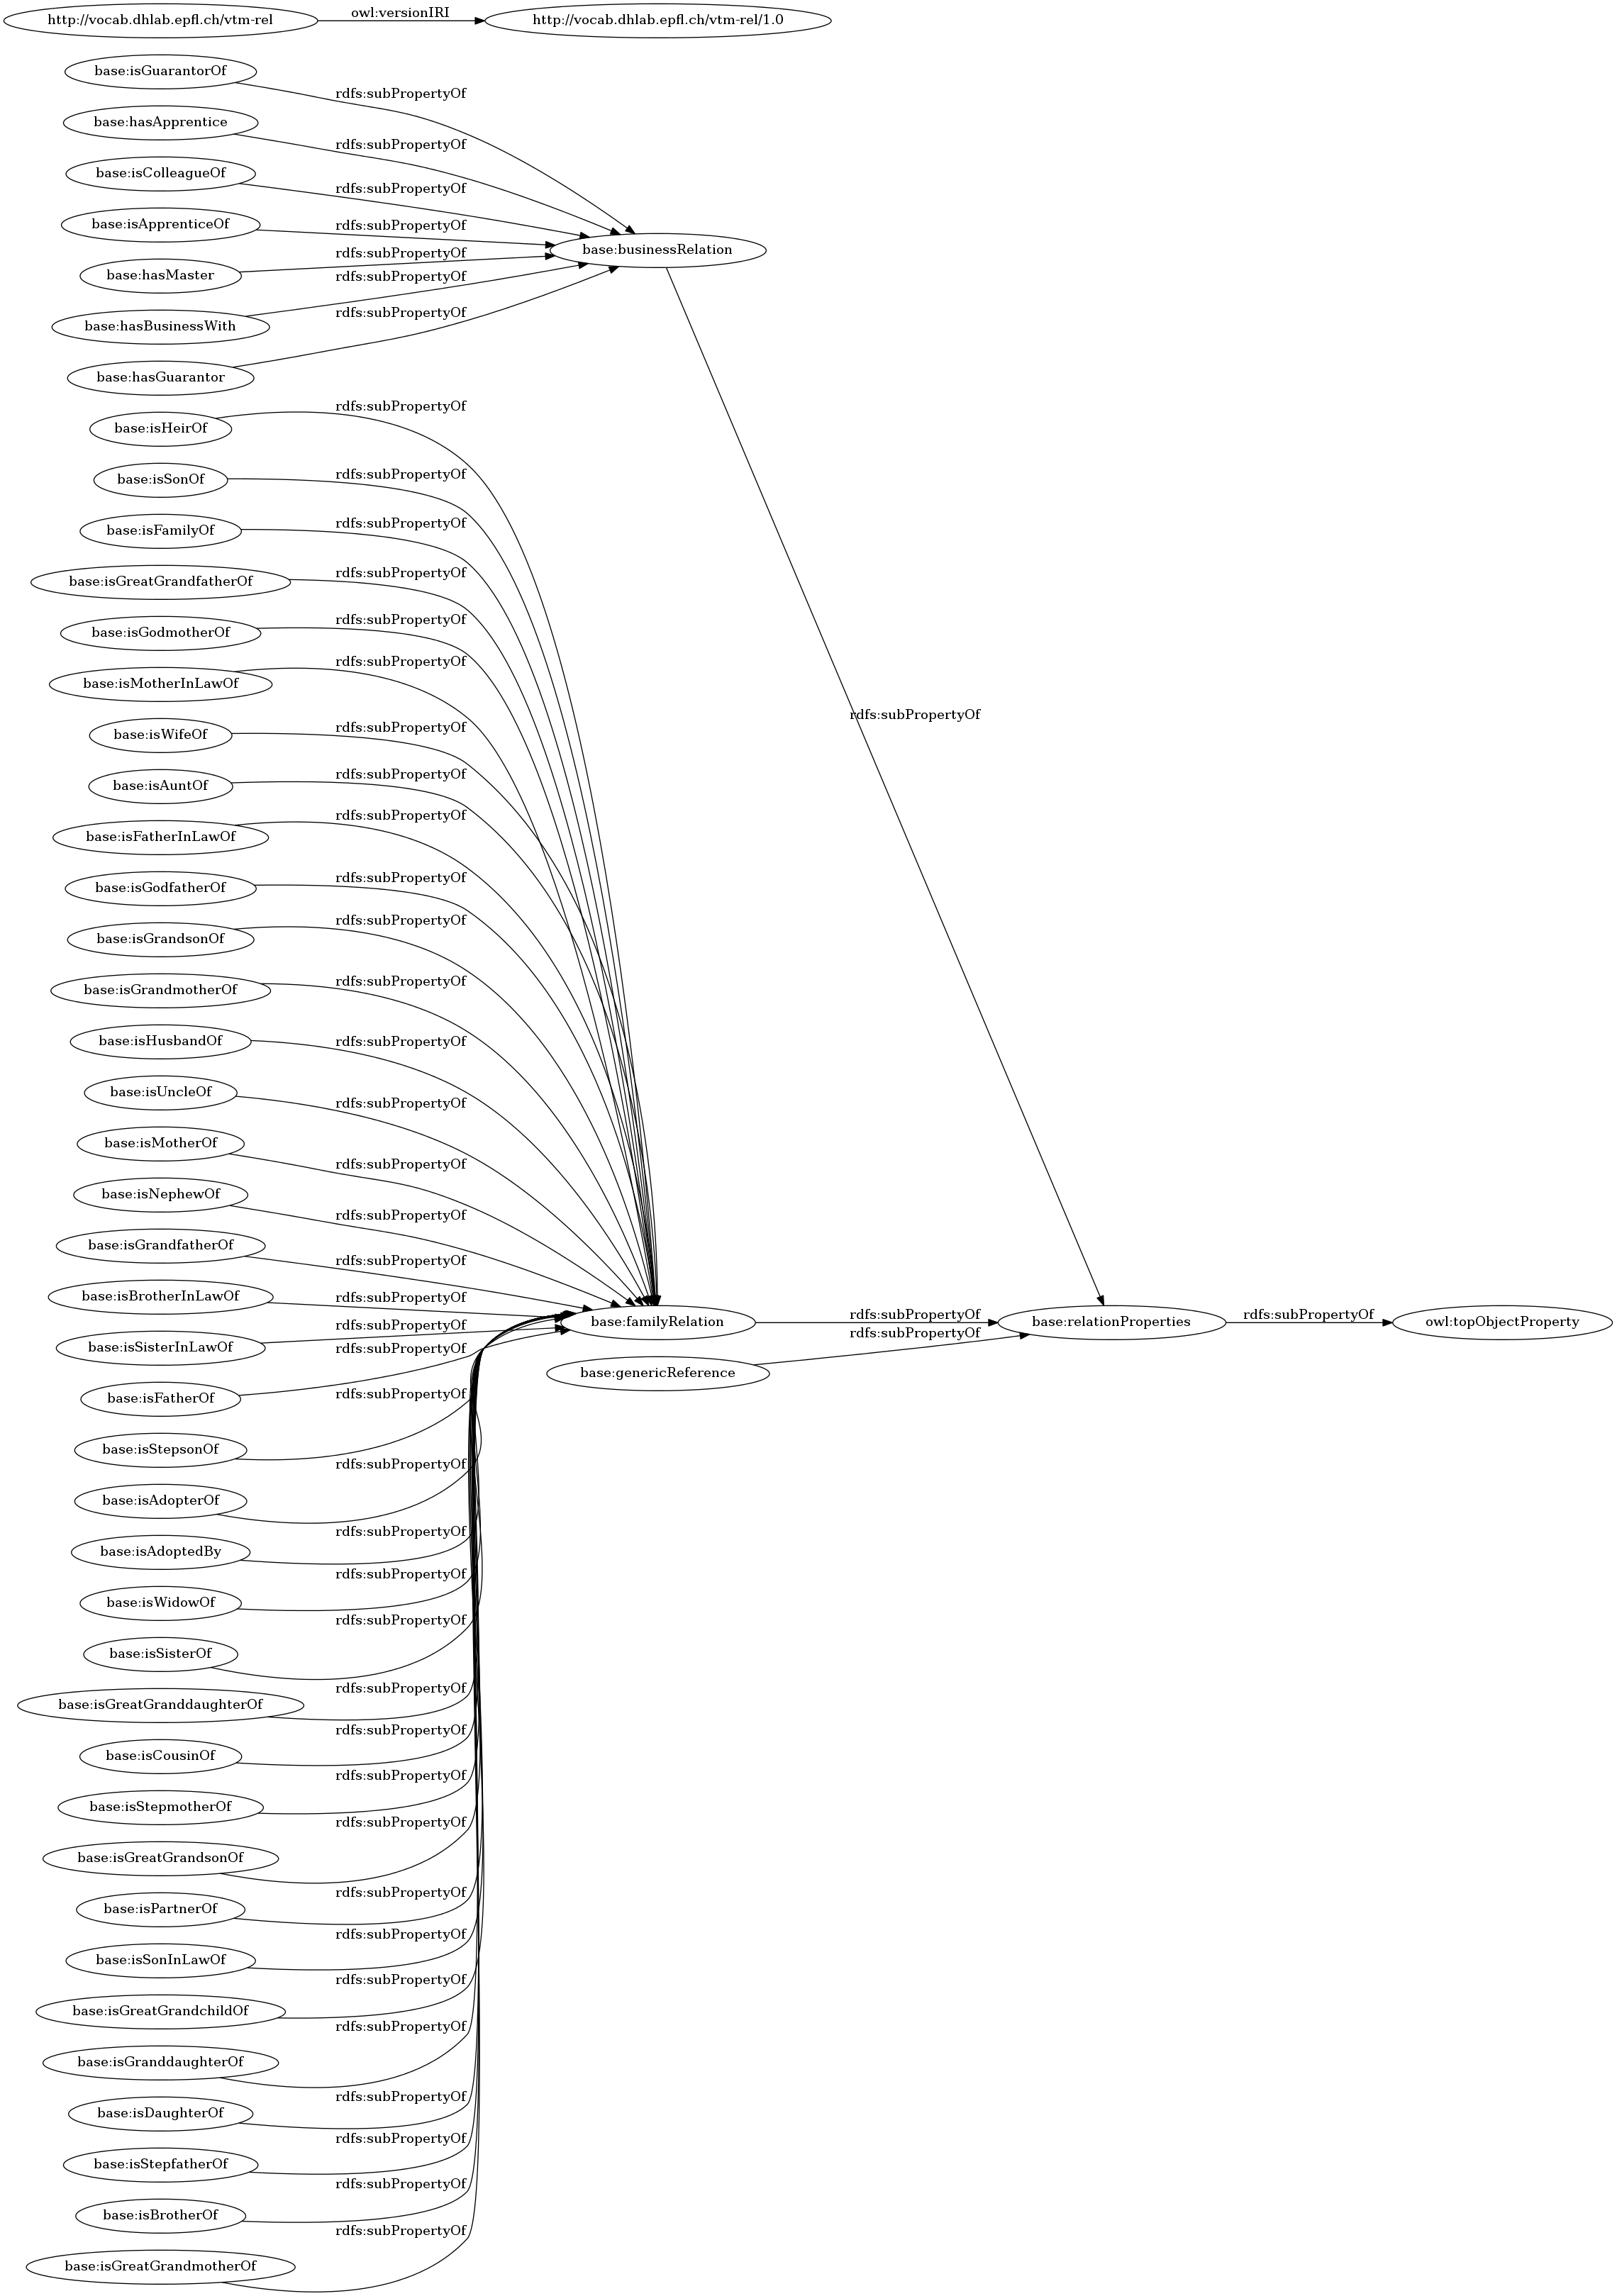 http://vocab.dhlab.epfl.ch/vtm-rel
owl:versionIRI
http://vocab.dhlab.epfl.ch/vtm-rel/1.0
base:isGuarantorOf
rdfs:subPropertyOf
base:hasApprentice
rdfs:subPropertyOf
base:isColleagueOf
rdfs:subPropertyOf
base:isApprenticeOf
rdfs:subPropertyOf
base:businessRelation
base:hasMaster
rdfs:subPropertyOf
base:hasBusinessWith
rdfs:subPropertyOf
base:hasGuarantor
rdfs:subPropertyOf
base:isHeirOf
rdfs:subPropertyOf
base:isSonOf
rdfs:subPropertyOf
base:isFamilyOf
rdfs:subPropertyOf
base:isGreatGrandfatherOf
rdfs:subPropertyOf
base:isGodmotherOf
rdfs:subPropertyOf
base:isMotherInLawOf
rdfs:subPropertyOf
rdfs:subPropertyOf
base:isWifeOf
rdfs:subPropertyOf
base:isAuntOf
rdfs:subPropertyOf
base:isFatherInLawOf
rdfs:subPropertyOf
base:isGodfatherOf
rdfs:subPropertyOf
base:isGrandsonOf
rdfs:subPropertyOf
base:isGrandmotherOf
rdfs:subPropertyOf
base:isHusbandOf
rdfs:subPropertyOf
base:isUncleOf
rdfs:subPropertyOf
base:isMotherOf
rdfs:subPropertyOf
base:isNephewOf
rdfs:subPropertyOf
base:isGrandfatherOf
rdfs:subPropertyOf
base:isBrotherInLawOf
rdfs:subPropertyOf
base:familyRelation
rdfs:subPropertyOf
base:relationProperties
rdfs:subPropertyOf
owl:topObjectProperty
base:isSisterInLawOf
rdfs:subPropertyOf
rdfs:subPropertyOf
base:genericReference
base:isFatherOf
rdfs:subPropertyOf
base:isStepsonOf
rdfs:subPropertyOf
base:isAdopterOf
rdfs:subPropertyOf
base:isAdoptedBy
rdfs:subPropertyOf
base:isWidowOf
rdfs:subPropertyOf
base:isSisterOf
rdfs:subPropertyOf
base:isGreatGranddaughterOf
rdfs:subPropertyOf
base:isCousinOf
rdfs:subPropertyOf
base:isStepmotherOf
rdfs:subPropertyOf
base:isGreatGrandsonOf
rdfs:subPropertyOf
base:isPartnerOf
rdfs:subPropertyOf
base:isSonInLawOf
rdfs:subPropertyOf
base:isGreatGrandchildOf
rdfs:subPropertyOf
base:isGranddaughterOf
rdfs:subPropertyOf
base:isDaughterOf
rdfs:subPropertyOf
base:isStepfatherOf
rdfs:subPropertyOf
base:isBrotherOf
rdfs:subPropertyOf
base:isGreatGrandmotherOf
rdfs:subPropertyOf